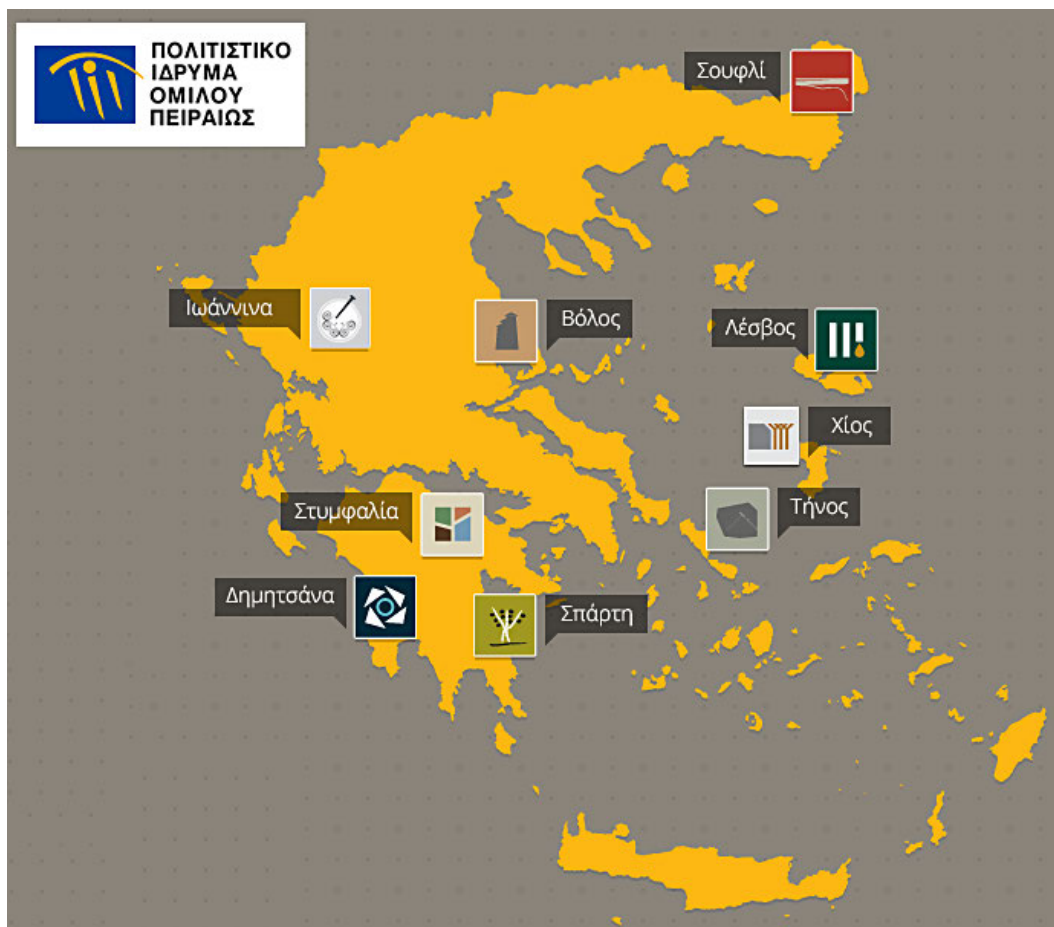 ΠΟΛΙΤΙΣΤΙΚΟ
ΙΔΡΥΜΑ
ΟΜΙΛΟΥ
ΠΕΙΡΑΙΩΣ
Σουφλί
Ιωάννινα
Βόλος
Λέσβος
Χίος
Στυμφαλία
Τήνος
Δημητσάνα
Σπάρτη